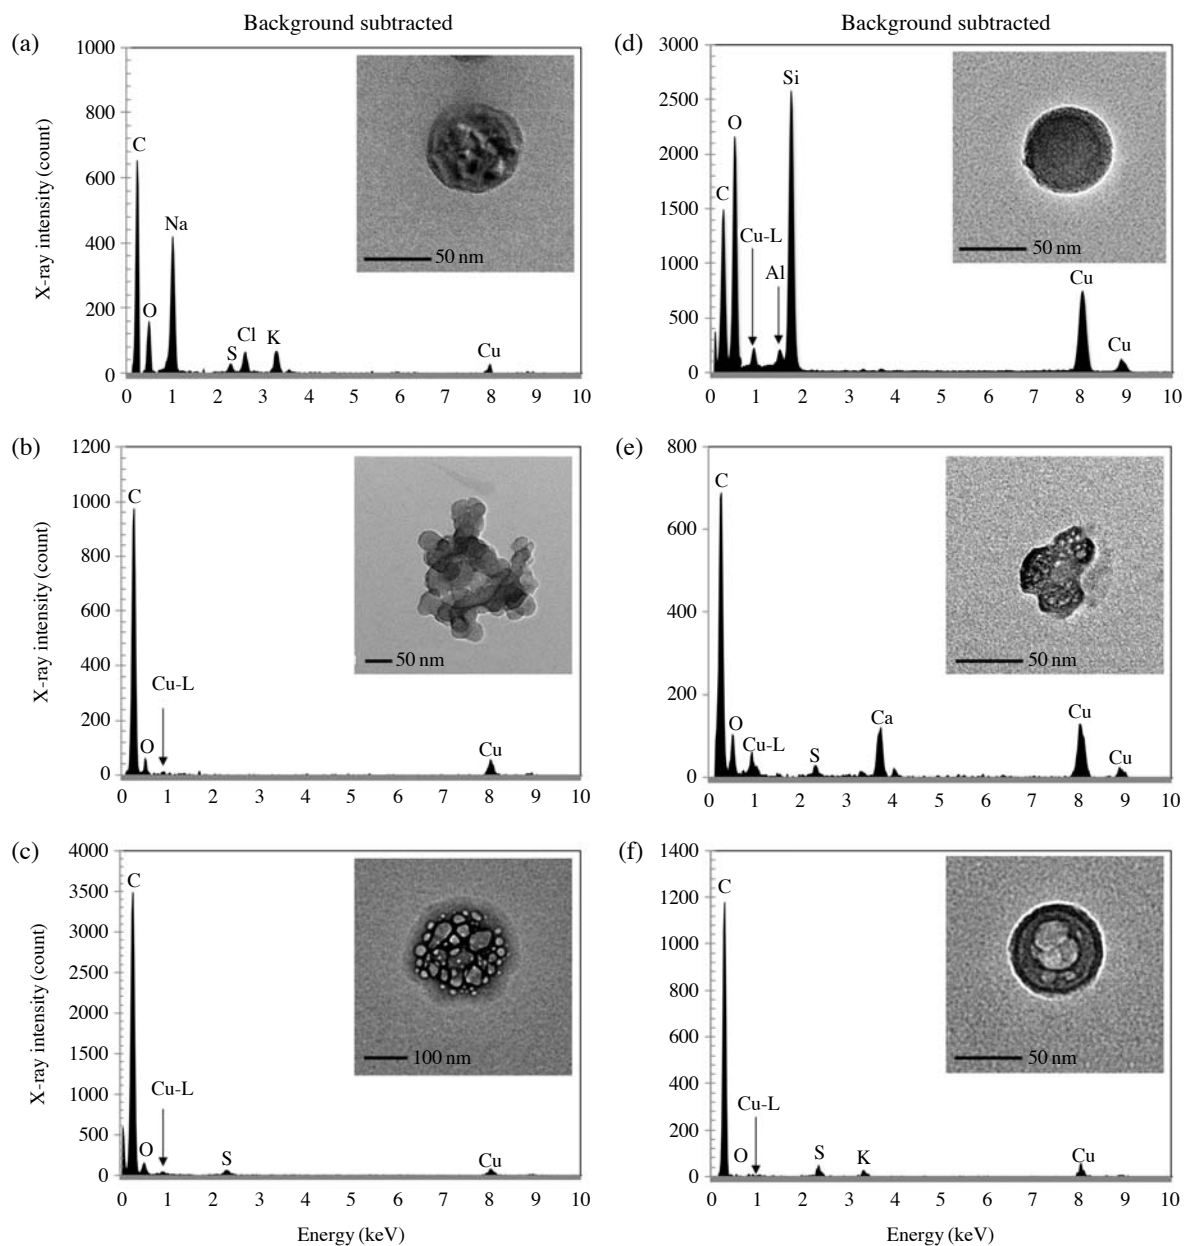 Background subtracted
Background subtracted
(a)
X-ray intensity (count)
1000
800
600
400
200
0
C
O
Na
S
Cl
K
Cu
50 nm
0 1 2 3 4 5 6 7 8 9 10
(d)
3000
2500
2000
1500
1000
500
0
C
O
Cu-L
Al
Si
Cu
Cu
50 nm
0 1 2 3 4 5 6 7 8 9 10
(b)
X-ray intensity (count)
1200
1000
800
600
400
200
0
C
O
Cu-L
Cu
50 nm
0 1 2 3 4 5 6 7 8 9 10
(e)
800
600
400
200
0
C
O
Cu-L
S
Ca
Cu
Cu
50 nm
0 1 2 3 4 5 6 7 8 9 10
(c)
X-ray intensity (count)
4000
3500
3000
2500
2000
1500
1000
500
0
C
O
Cu-L
S
Cu
100 nm
0 1 2 3 4 5 6 7 8 9 10
Energy (keV)
(f)
1400
1200
1000
800
600
400
200
0
C
O
Cu-L
S
K
Cu
50 nm
0 1 2 3 4 5 6 7 8 9 10
Energy (keV)